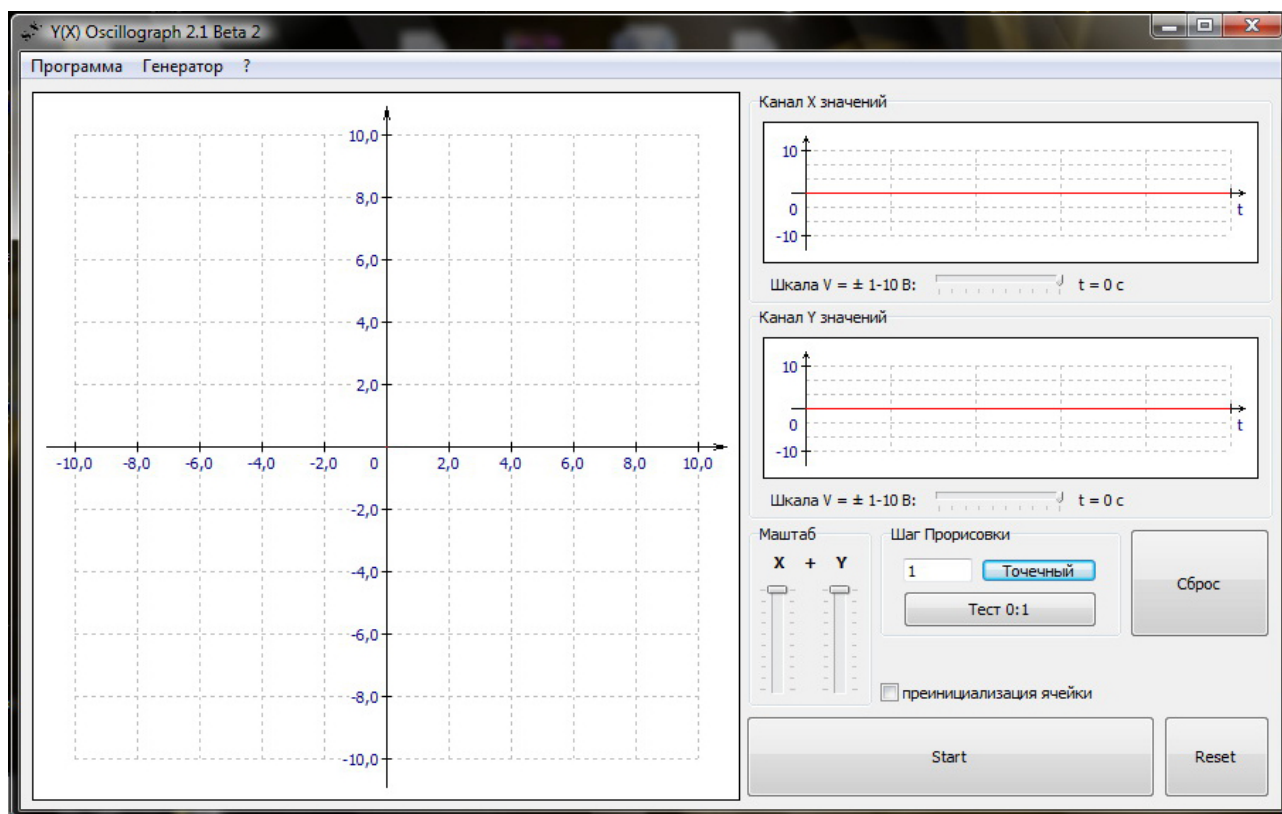 Y(X) Oscillograph 2.1 Beta 2
Программа Генератор ?
10,0
8,0
6,0
4,0
2,0
-10,0 -8,0 -6,0 -4,0 -2,0 0 2,0 4,0 6,0 8,0 10,0
-2,0
-4,0
-6,0
-8,0
-10,0
Канал X значений
10
0 t
-10
Шкала V = ± 1-10 В: t = 0 с
Канал Y значений
10
0 t
-10
Шкала V = ± 1-10 В: t = 0 с
Маштаб
X + Y
Шаг Прорисовки
1 Точечный
Тест 0:1
Сброс
преинициализация ячейки
Start
Reset